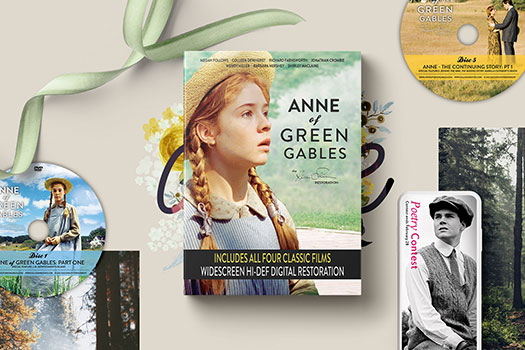 MEGAN FOLLOWS COLLEEN DEWHURST RICHARD FARNSWORTH JONATHAN CROMBIE
WENDY HILLER BARBARA HERSHEY SHIRLEY MACLAINE
ANNE
of
GREEN
GABLES
INCLUDES ALL FOUR CLASSIC FILMS
WIDESCREEN HI-DEF DIGITAL RESTORATION
GREEN GABLES
Disc 5
ANNE - THE CONTINUING STORY: PT 1
ANNE
of
GREEN
GABLES
DVD
Disc 1
NNE of GREEN GABLES: PART ONE
Poetry Contest